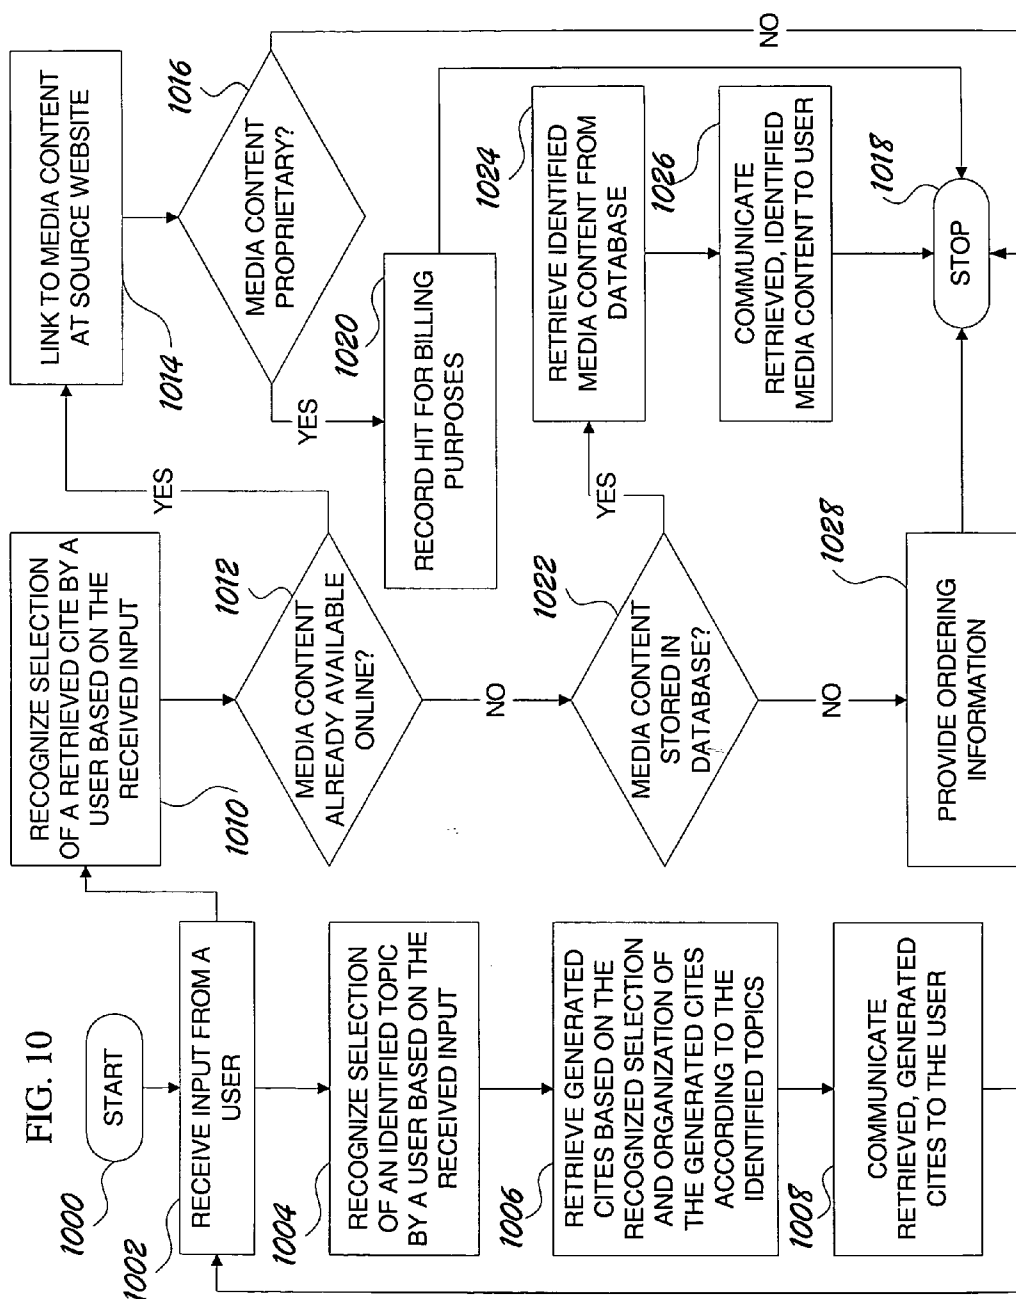 FIG. 10
1000
START
1002
RECEIVE INPUT FROM A
USER
1004
RECOGNIZE SELECTION
OF AN IDENTIFIED TOPIC
BY A USER BASED ON THE
RECEIVED INPUT
1006
RETRIEVE GENERATED
CITES BASED ON THE
RECOGNIZED SELECTION
AND ORGANIZATION OF
THE GENERATED CITES
ACCORDING TO THE
IDENTIFIED TOPICS
1008
COMMUNICATE
RETRIEVED, GENERATED
CITES TO THE USER
RECOGNIZE SELECTION
OF A RETRIEVED CITE BY A
USER BASED ON THE
RECEIVED INPUT
1010
1012
MEDIA CONTENT
ALREADY AVAILABLE
ONLINE?
YES
NO
LINK TO MEDIA CONTENT
AT SOURCE WEBSITE
1014
1016
MEDIA CONTENT
PROPRIETARY?
YES
NO
1020
RECORD HIT FOR BILLING
PURPOSES
1022
MEDIA CONTENT
STORED IN
DATABASE?
YES
NO
1024
RETRIEVE IDENTIFIED
MEDIA CONTENT FROM
DATABASE
1026
COMMUNICATE
RETRIEVED, IDENTIFIED
MEDIA CONTENT TO USER
1028
PROVIDE ORDERING
INFORMATION
1018
STOP